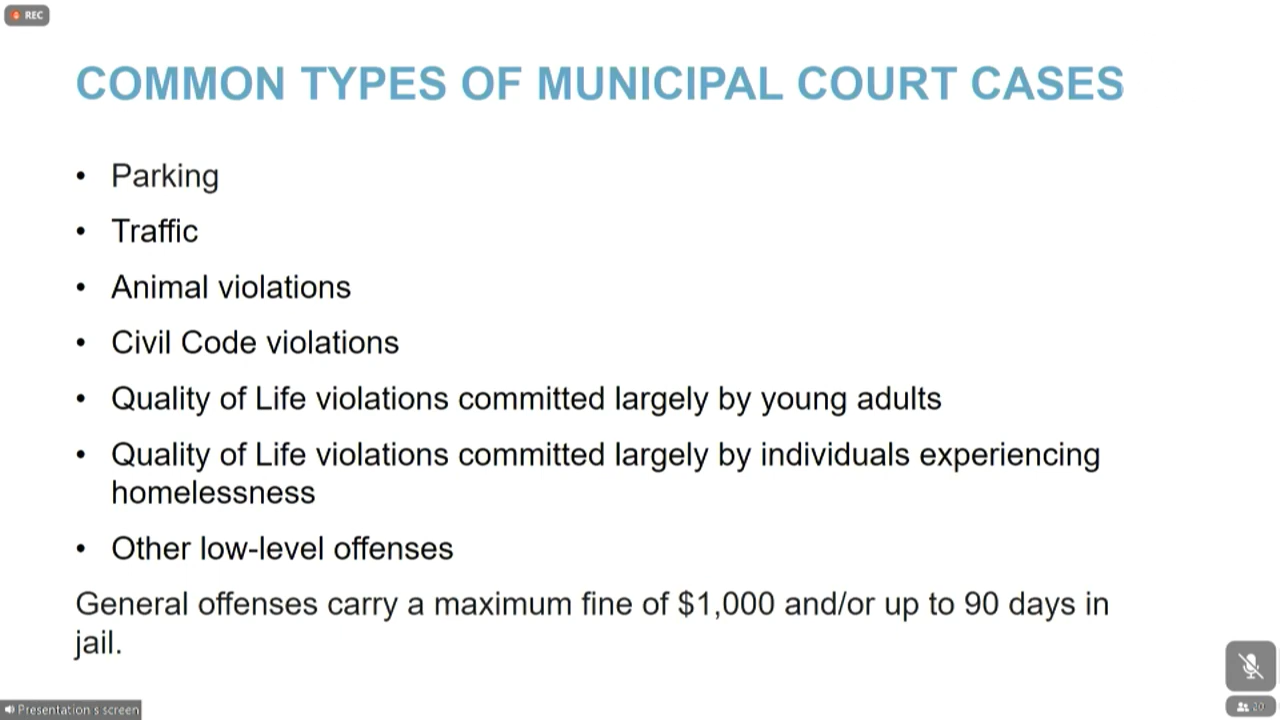 REC
COMMON TYPES OF MUNICIPAL COURT CASES
• Parking
• Traffic
• Animal violations
• Civil Code violations
• Quality of Life violations committed largely by young adults
• Quality of Life violations committed largely by individuals experiencing
homelessness
• Other low-level offenses
General offenses carry a maximum fine of $1,000 and/or up to 90 days in
jail.
Presentation s screen
20